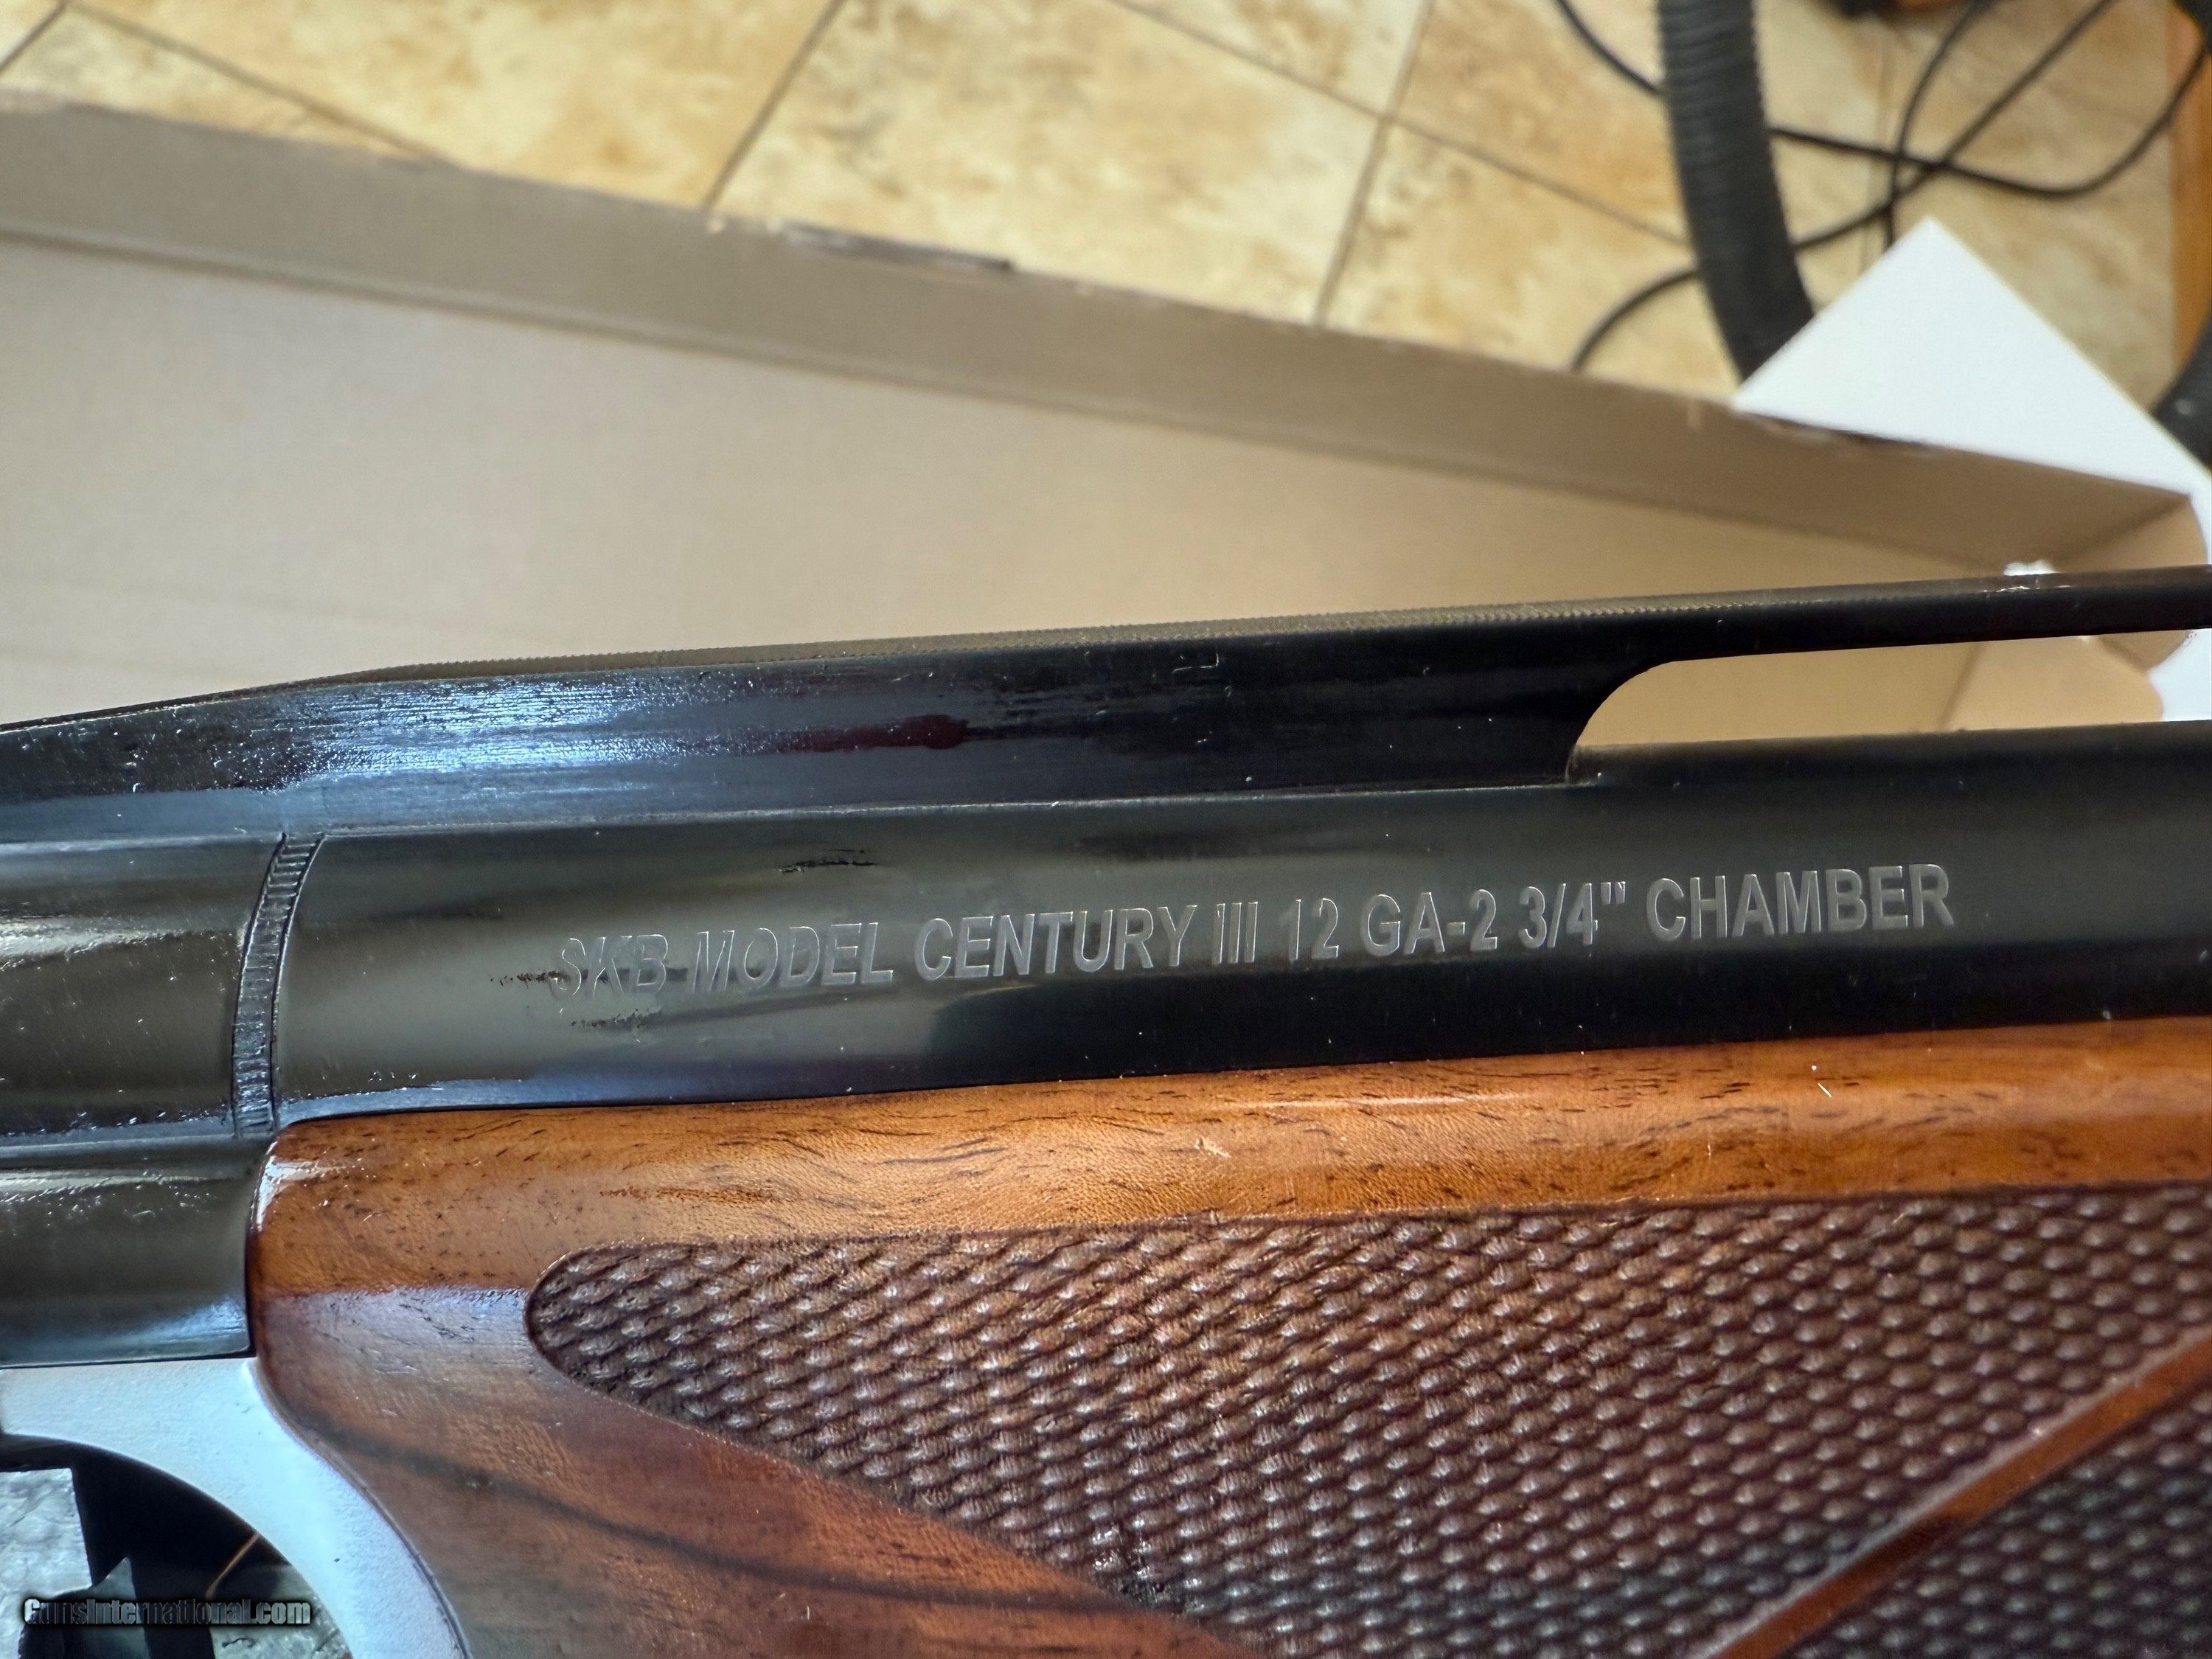 SKB MODEL CENTURY III 12 GA-2 3/4" CHAMBER
GunsInternational.com